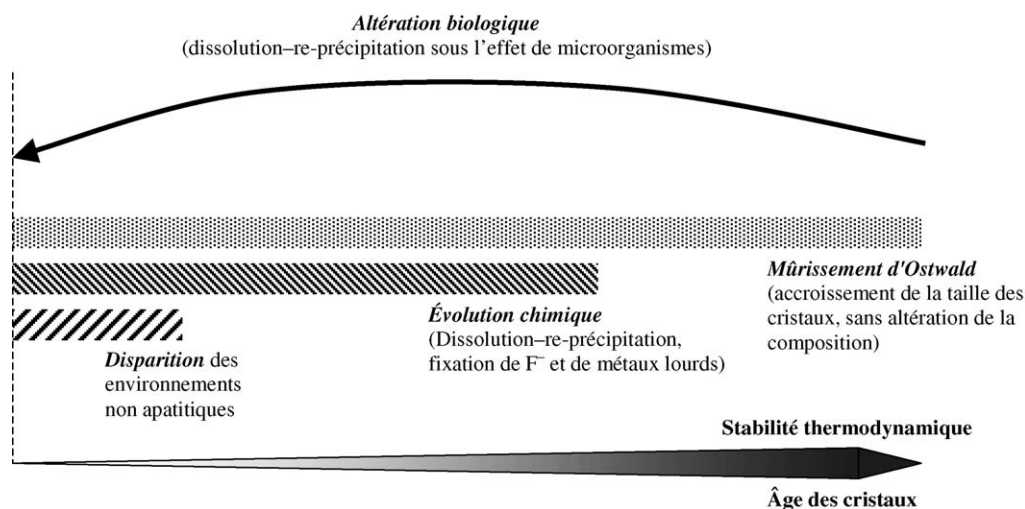 Altération biologique
(dissolution–re-précipitation sous l'effet de microorganismes)
Mûrissement d'Ostwald
(accroissement de la taille des
cristaux, sans altération de la
composition)
Évolution chimique
(Dissolution–re-précipitation,
fixation de F⁻ et de métaux lourds)
Disparition des
environnements
non apatitiques
Stabilité thermodynamique
Âge des cristaux